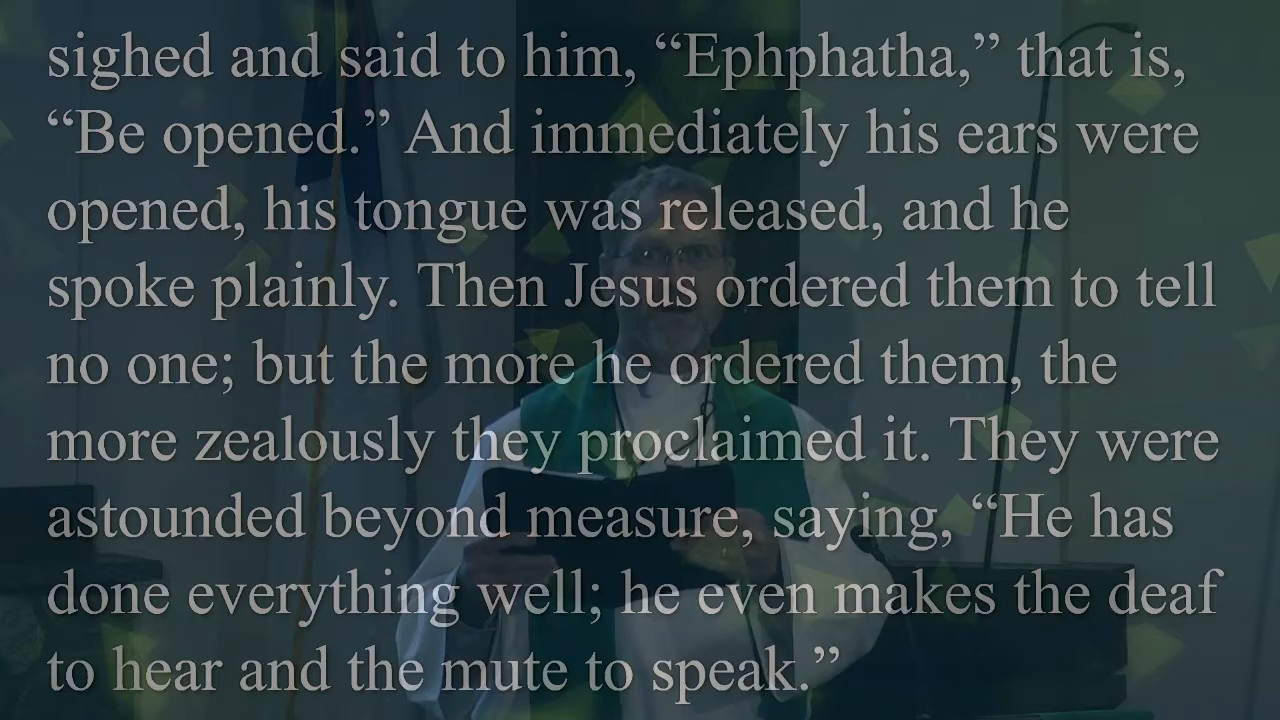 sighed and said to him, “Ephphatha,” that is,
“Be opened.” And immediately his ears were
opened, his tongue was released, and he
spoke plainly. Then Jesus ordered them to tell
no one; but the more he ordered them, the
more zealously they proclaimed it. They were
astounded beyond measure, saying, “He has
done everything well; he even makes the deaf
to hear and the mute to speak.”